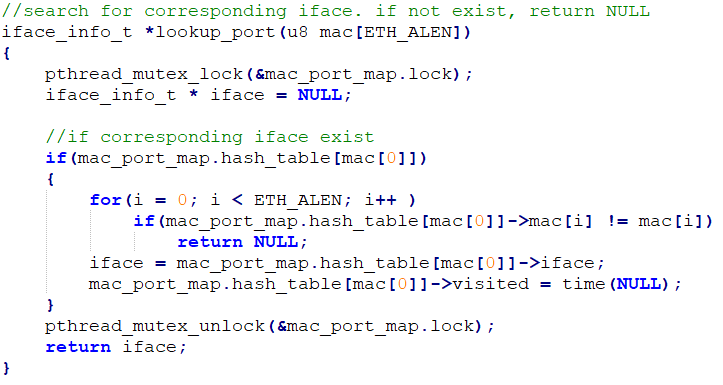 //search for corresponding iface. if not exist, return NULL
iface_info_t *lookup_port(u8 mac[ETH_ALEN])
{
    pthread_mutex_lock(&mac_port_map.lock);
    iface_info_t * iface = NULL;

    //if corresponding iface exist
    if(mac_port_map.hash_table[mac[0]])
    {
        for(i = 0; i < ETH_ALEN; i++ )
            if(mac_port_map.hash_table[mac[0]]->mac[i] != mac[i])
                return NULL;
        iface = mac_port_map.hash_table[mac[0]]->iface;
        mac_port_map.hash_table[mac[0]]->visited = time(NULL);
    }
    pthread_mutex_unlock(&mac_port_map.lock);
    return iface;
}